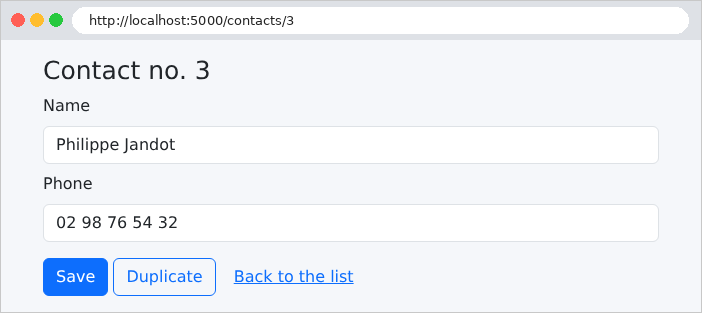 http://localhost:5000/contacts/3
Contact no. 3
Name
Philippe Jandot
Phone
02 98 76 54 32
Save Duplicate Back to the list